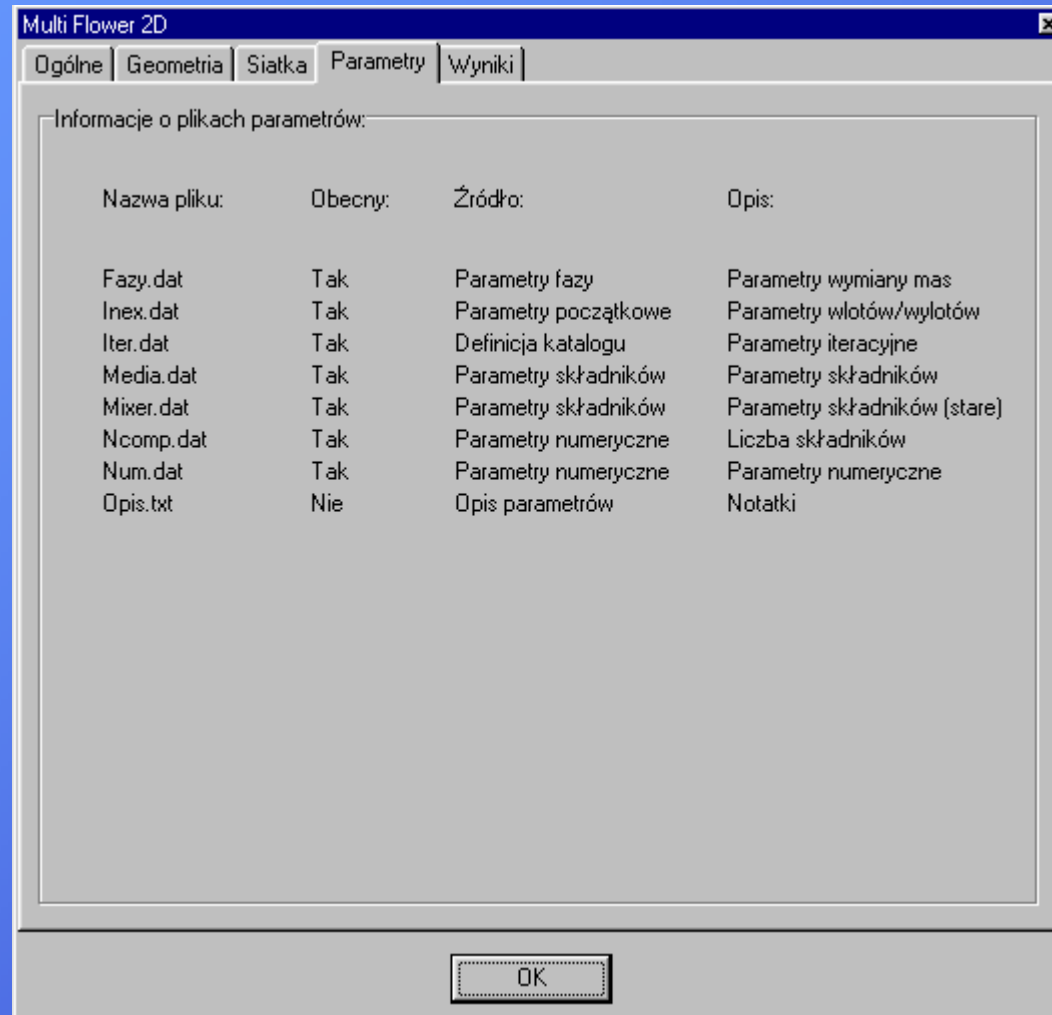 Multi Flower 2D
Ogólne Geometria Siatka Parametry Wyniki
Informacje o plikach parametrów:
Nazwa pliku: Obecny: Źródło: Opis:
Fazy.dat Tak Parametry fazy Parametry wymiany mas
Inex.dat Tak Parametry początkowe Parametry wlotów/wylotów
Iter.dat Tak Definicja katalogu Parametry iteracyjne
Media.dat Tak Parametry składników Parametry składników
Mixer.dat Tak Parametry składników Parametry składników (stare)
Ncomp.dat Tak Parametry numeryczne Liczba składników
Num.dat Tak Parametry numeryczne Parametry numeryczne
Opis.txt Nie Opis parametrów Notatki
OK